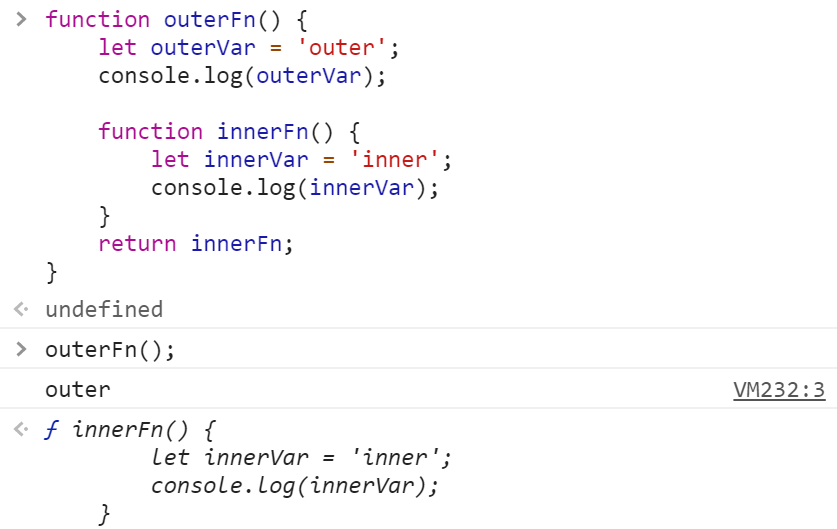 > function outerFn() {
    let outerVar = 'outer';
    console.log(outerVar);

    function innerFn() {
        let innerVar = 'inner';
        console.log(innerVar);
    }
    return innerFn;
}
undefined
> outerFn();
outer VM232:3
ƒ innerFn() {
        let innerVar = 'inner';
        console.log(innerVar);
    }